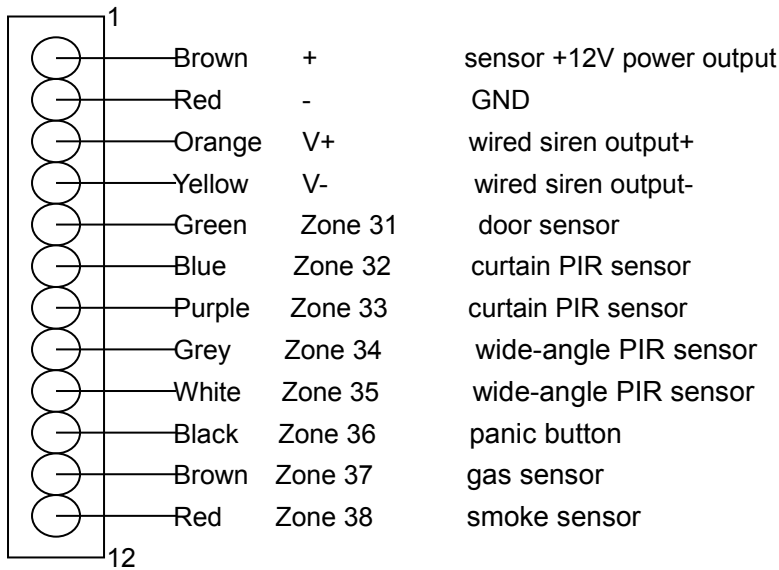 1
Brown + sensor +12V power output
Red - GND
Orange V+ wired siren output+
Yellow V- wired siren output-
Green Zone 31 door sensor
Blue Zone 32 curtain PIR sensor
Purple Zone 33 curtain PIR sensor
Grey Zone 34 wide-angle PIR sensor
White Zone 35 wide-angle PIR sensor
Black Zone 36 panic button
Brown Zone 37 gas sensor
Red Zone 38 smoke sensor
12